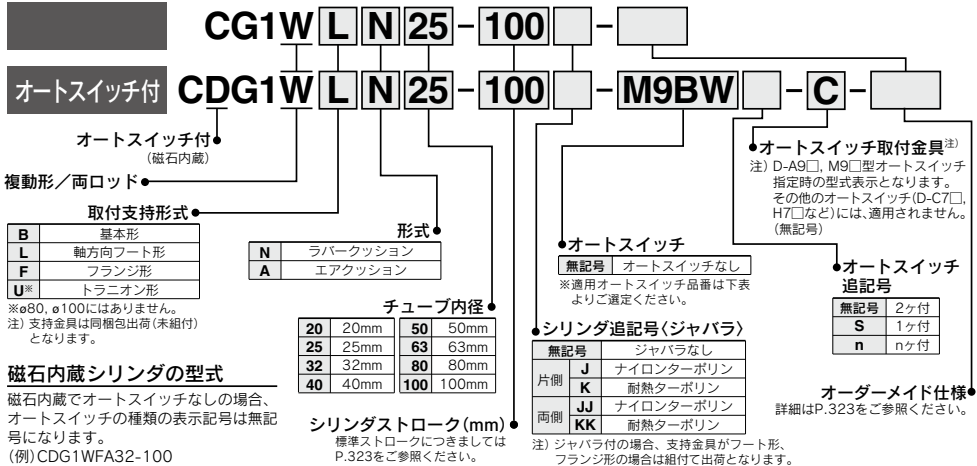 CG1W L N 25 - 100 -
オートスイッチ付 CDG1W L N 25 - 100 - M9BW - C -
オートスイッチ付
(磁石内蔵)
複動形／両ロッド
取付支持形式
B 基本形
L 軸方向フート形
F フランジ形
U※ トラニオン形
※ø80, ø100にはありません。
注) 支持金具は同梱包出荷(未組付)
となります。
磁石内蔵シリンダの型式
磁石内蔵でオートスイッチなしの場合、
オートスイッチの種類の表示記号は無記
号になります。
(例)CDG1WFA32-100
形式
N ラバークッション
A エアクッション
チューブ内径
20 20mm 50 50mm
25 25mm 63 63mm
32 32mm 80 80mm
40 40mm 100 100mm
シリンダストローク(mm)
標準ストロークにつきましては
P.323をご参照ください。
オートスイッチ
無記号 オートスイッチなし
※適用オートスイッチ品番は下表
よりご選定ください。
シリンダ追記号〈ジャバラ〉
無記号 ジャバラなし
片側 J ナイロンターポリン
K 耐熱ターポリン
両側 JJ ナイロンターポリン
KK 耐熱ターポリン
注) ジャバラ付の場合、支持金具がフート形、
フランジ形の場合は組付て出荷となります。
オートスイッチ取付金具注)
注) D-A9□, M9□型オートスイッチ
指定時の型式表示となります。
その他のオートスイッチ(D-C7□,
H7□など)には、適用されません。
(無記号)
オートスイッチ
追記号
無記号 2ヶ付
S 1ヶ付
n nヶ付
オーダーメイド仕様
詳細はP.323をご参照ください。